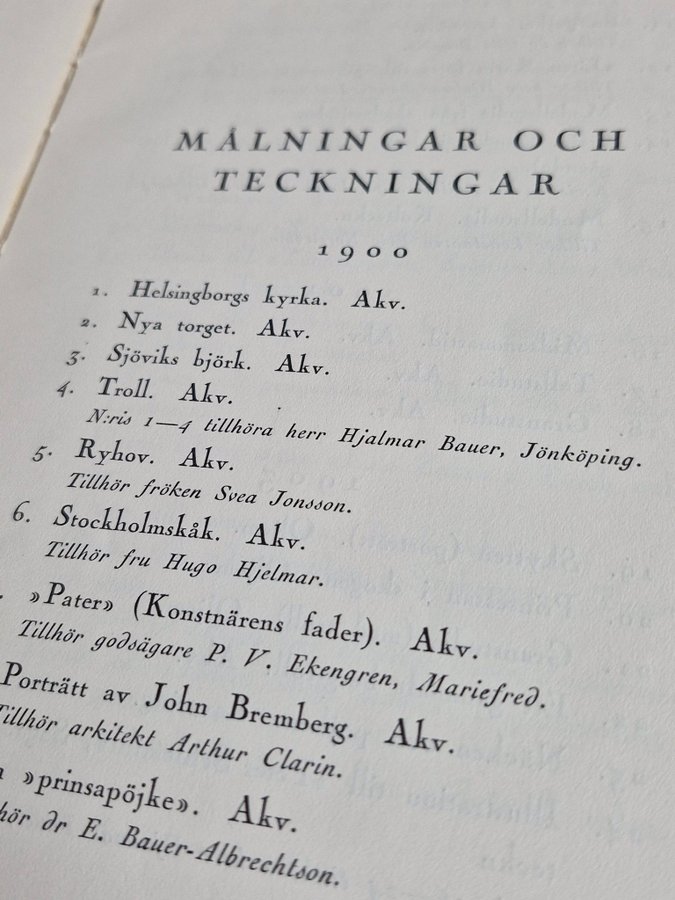 MÅLNINGAR OCH
TECKNINGAR
1900
1. Helsingborgs kyrka. Akv.
2. Nya torget. Akv.
3. Sjöviks björk. Akv.
4. Troll. Akv.
N:ris 1—4 tillhöra herr Hjalmar Bauer, Jönköping.
5. Ryhov. Akv.
Tillhör fröken Svea Jonsson.
6. Stockholmskåk. Akv.
Tillhör fru Hugo Hjelmar.
»Pater» (Konstnärens fader). Akv.
Tillhör godsägare P. V. Ekengren, Mariefred.
Porträtt av John Bremberg. Akv.
Tillhör arkitekt Arthur Clarin.
»prinsapöjke». Akv.
hör dr E. Bauer-Albrechtson.